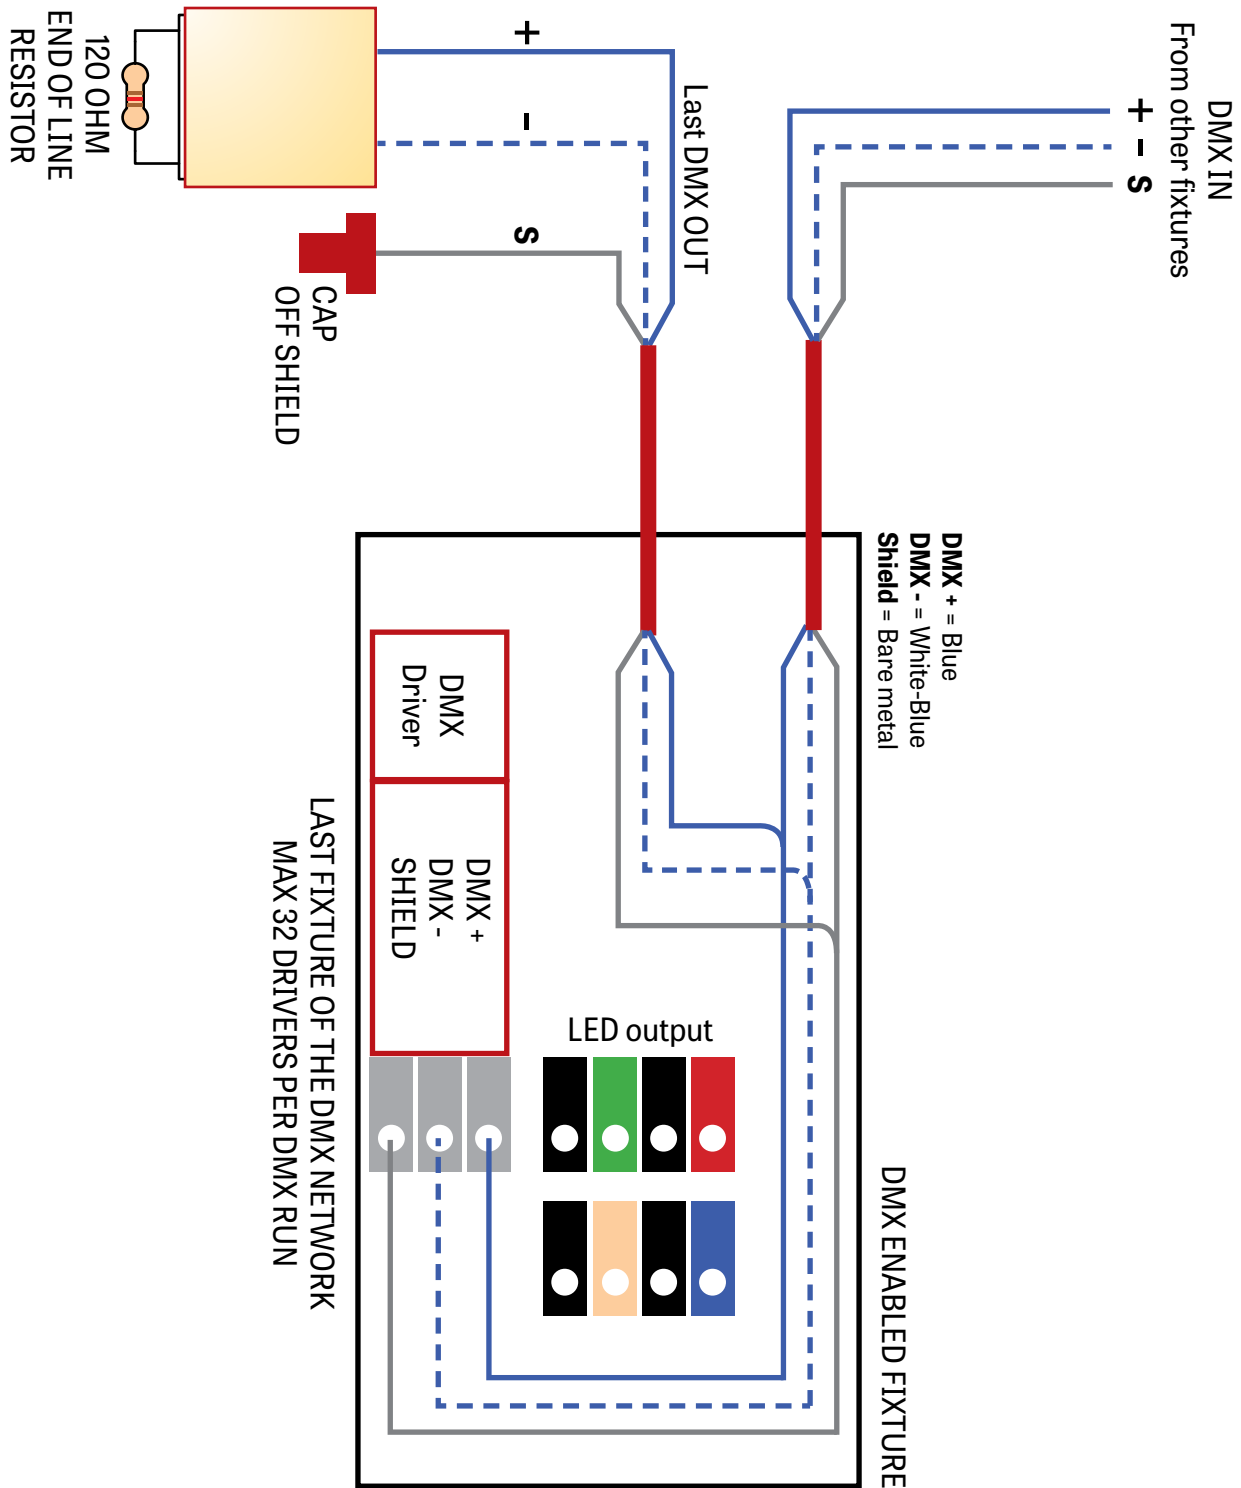 DMX IN
From other fixtures
+
-
S
Last DMX OUT
+
-
S
120 OHM
END OF LINE
RESISTOR
CAP
OFF SHIELD
DMX + = Blue
DMX - = White-Blue
Shield = Bare metal
DMX ENABLED FIXTURE
LED output
DMX
Driver
DMX +
DMX -
SHIELD
LAST FIXTURE OF THE DMX NETWORK
MAX 32 DRIVERS PER DMX RUN